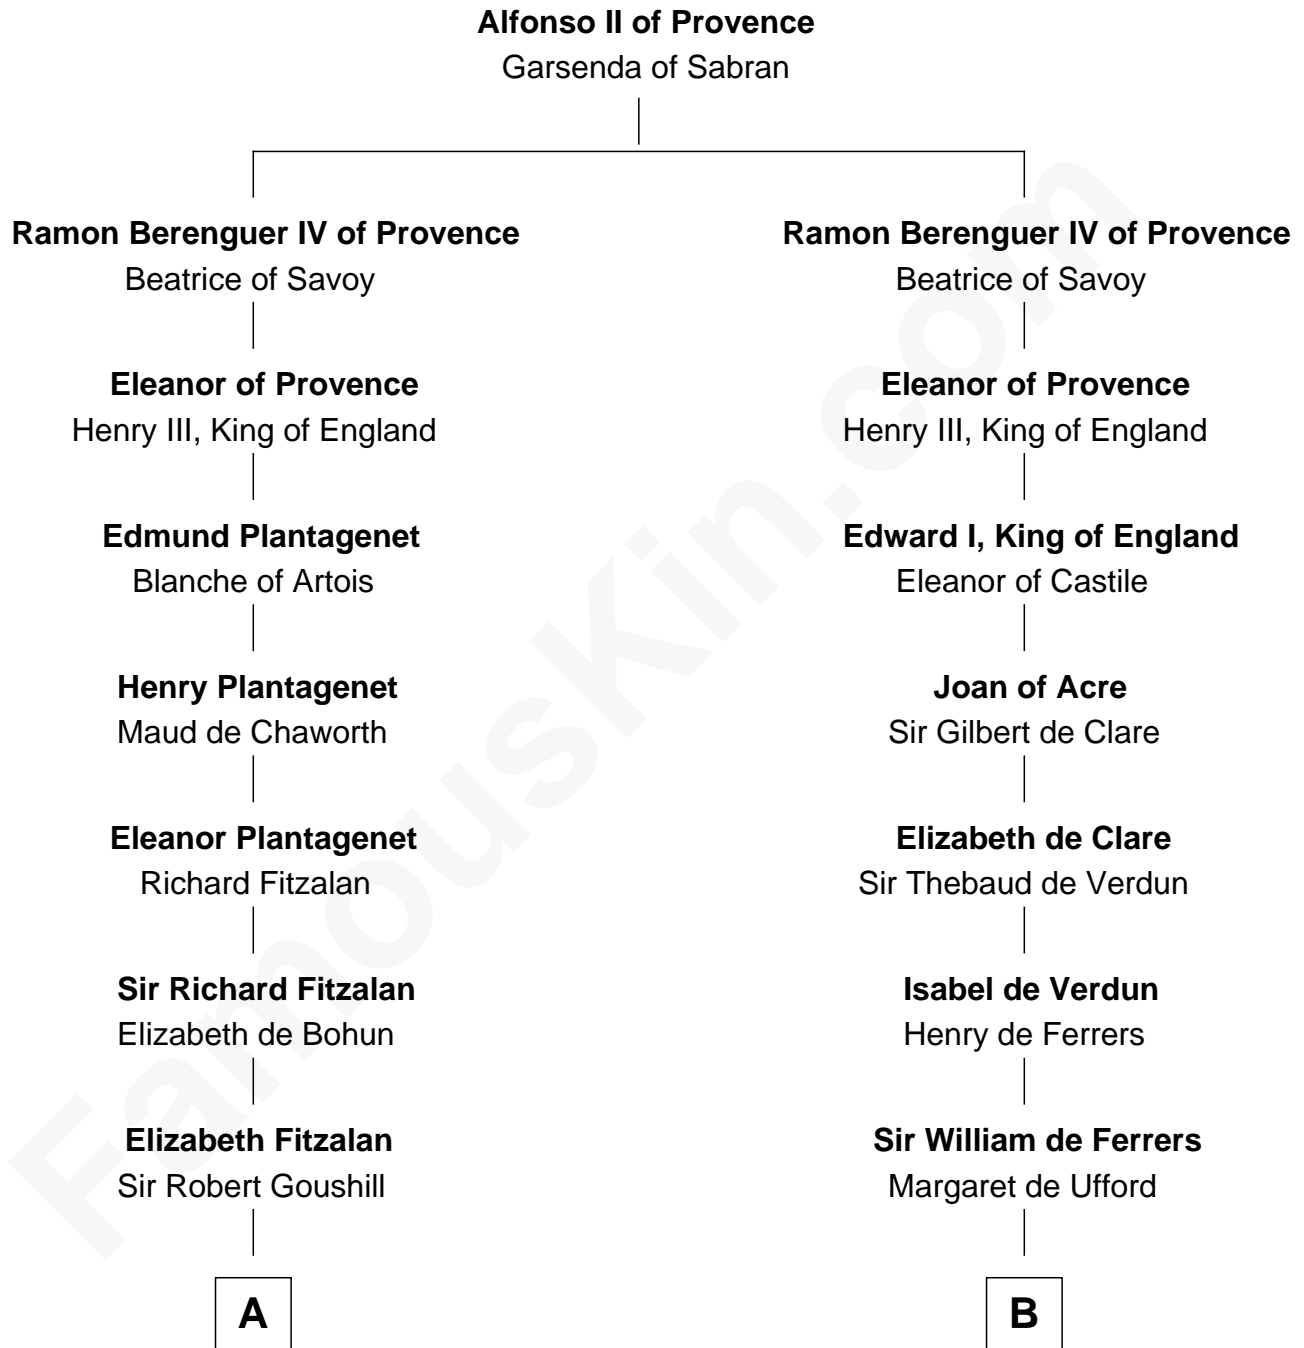 Alfonso II of Provence
Garsenda of Sabran
Ramon Berenguer IV of Provence
Beatrice of Savoy
Eleanor of Provence
Henry III, King of England
Edmund Plantagenet
Blanche of Artois
Henry Plantagenet
Maud de Chaworth
Eleanor Plantagenet
Richard Fitzalan
Sir Richard Fitzalan
Elizabeth de Bohun
Elizabeth Fitzalan
Sir Robert Goushill
A
Ramon Berenguer IV of Provence
Beatrice of Savoy
Eleanor of Provence
Henry III, King of England
Edward I, King of England
Eleanor of Castile
Joan of Acre
Sir Gilbert de Clare
Elizabeth de Clare
Sir Thebaud de Verdun
Isabel de Verdun
Henry de Ferrers
Sir William de Ferrers
Margaret de Ufford
B
FamousKin.com